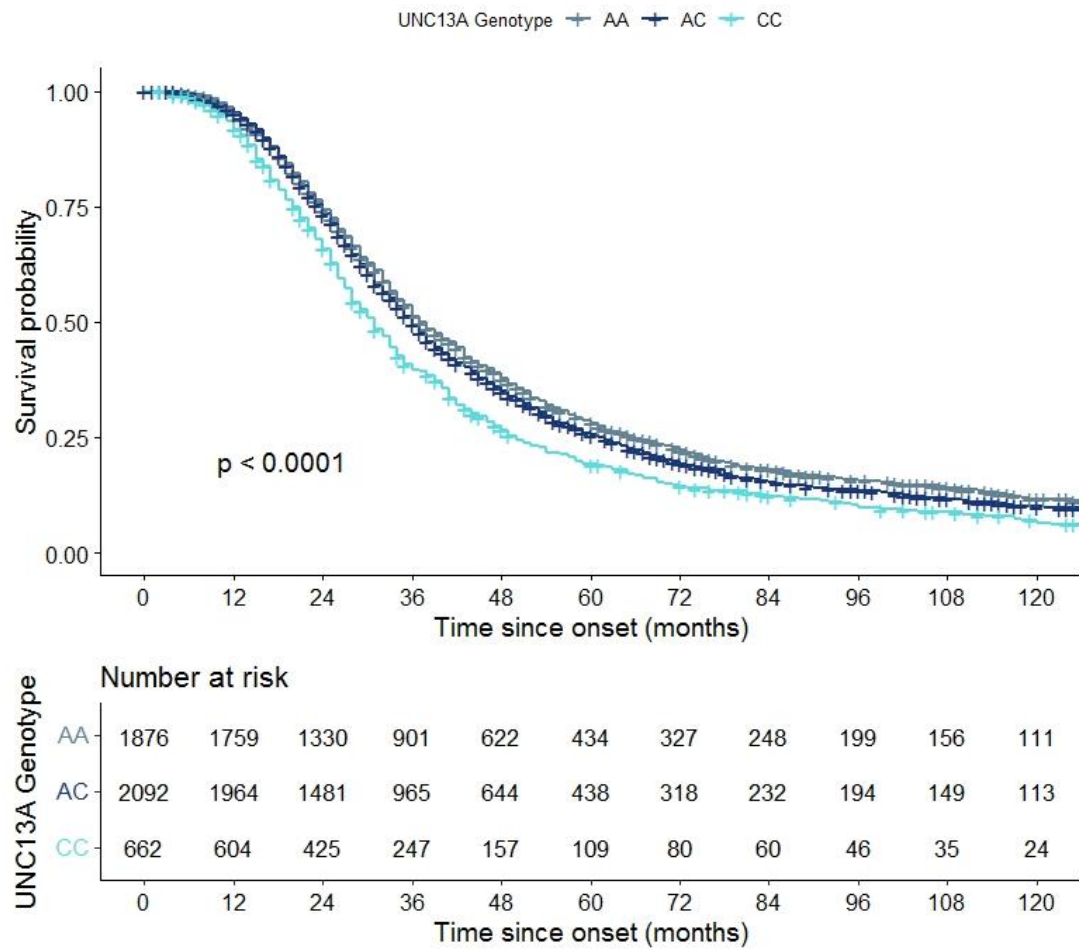 UNC13A Genotype AA AC CC
Survival probability
1.00
0.75
0.50
0.25
0.00
p < 0.0001
0 12 24 36 48 60 72 84 96 108 120
Time since onset (months)
Number at risk
UNC13A Genotype
AA 1876 1759 1330 901 622 434 327 248 199 156 111
AC 2092 1964 1481 965 644 438 318 232 194 149 113
CC 662 604 425 247 157 109 80 60 46 35 24
0 12 24 36 48 60 72 84 96 108 120
Time since onset (months)